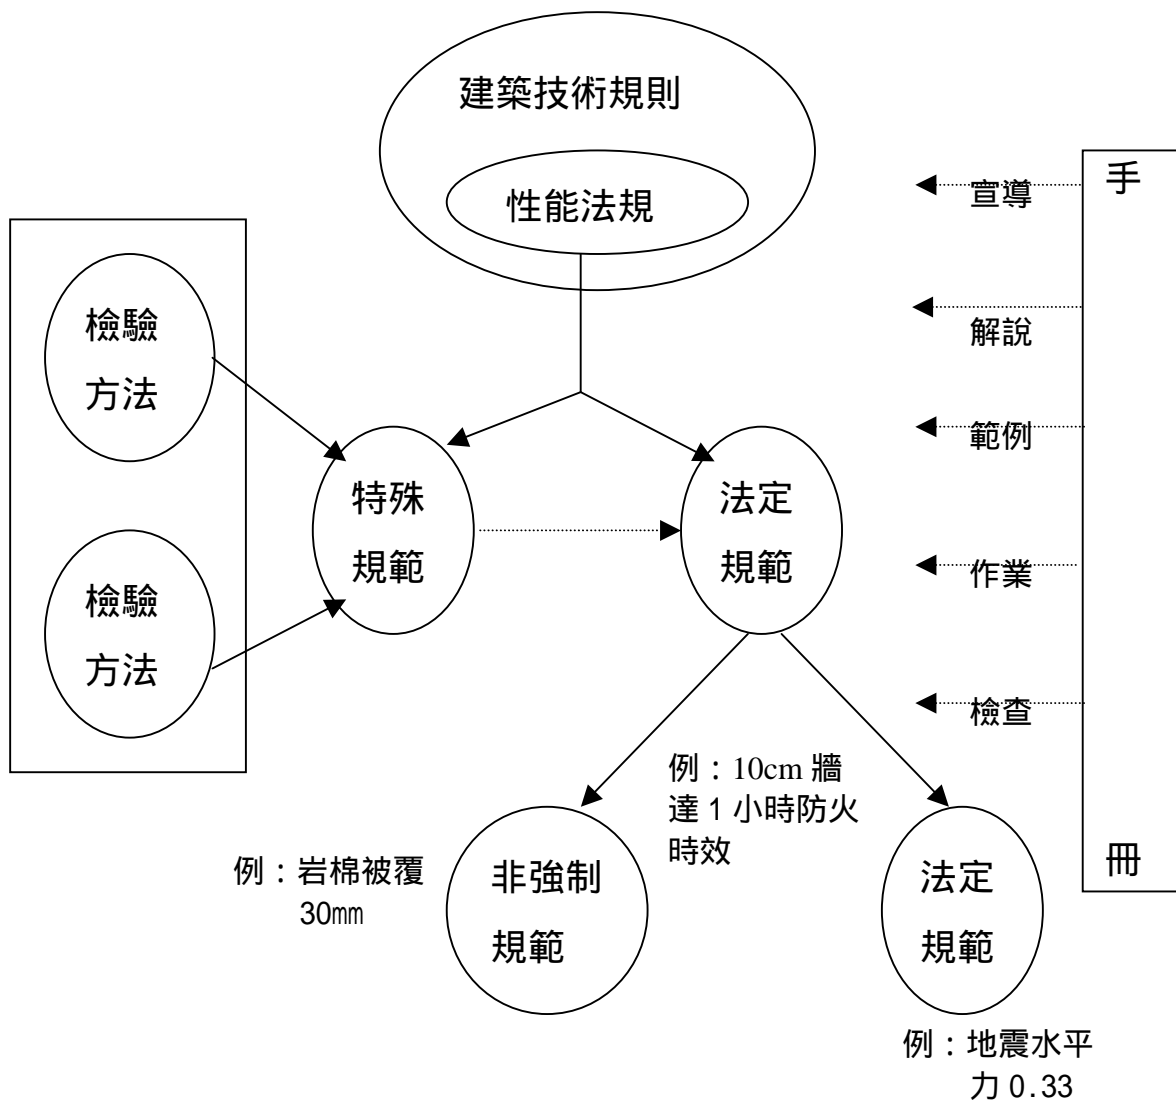 建築技術規則
性能法規
手
冊
宣導
解說
範例
作業
檢查
檢驗
方法
檢驗
方法
特殊
規範
法定
規範
例：10cm 牆
達 1 小時防火
時效
例：岩棉被覆
30㎜
非強制
規範
法定
規範
例：地震水平
力 0.33